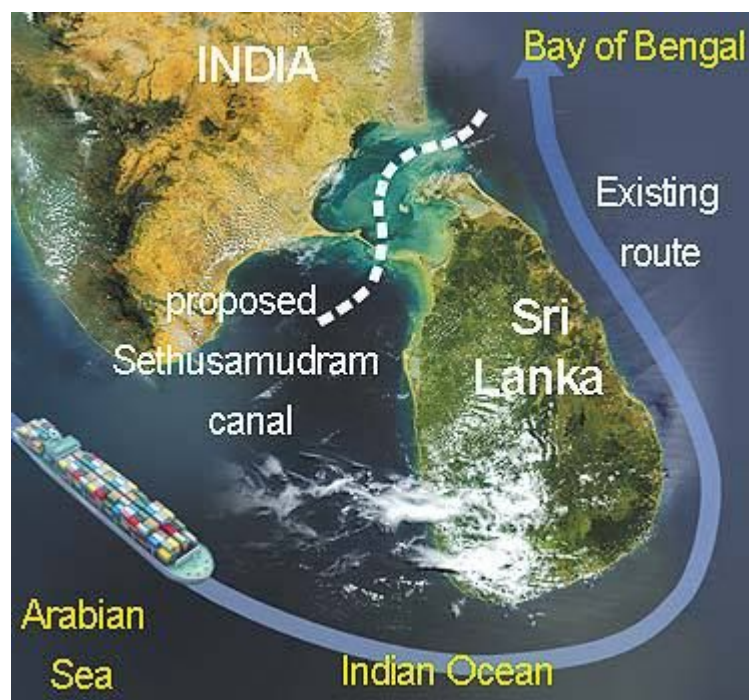 INDIA
Bay of Bengal
Existing
route
proposed
Sethusamudram
canal
Sri
Lanka
Arabian
Sea
Indian Ocean